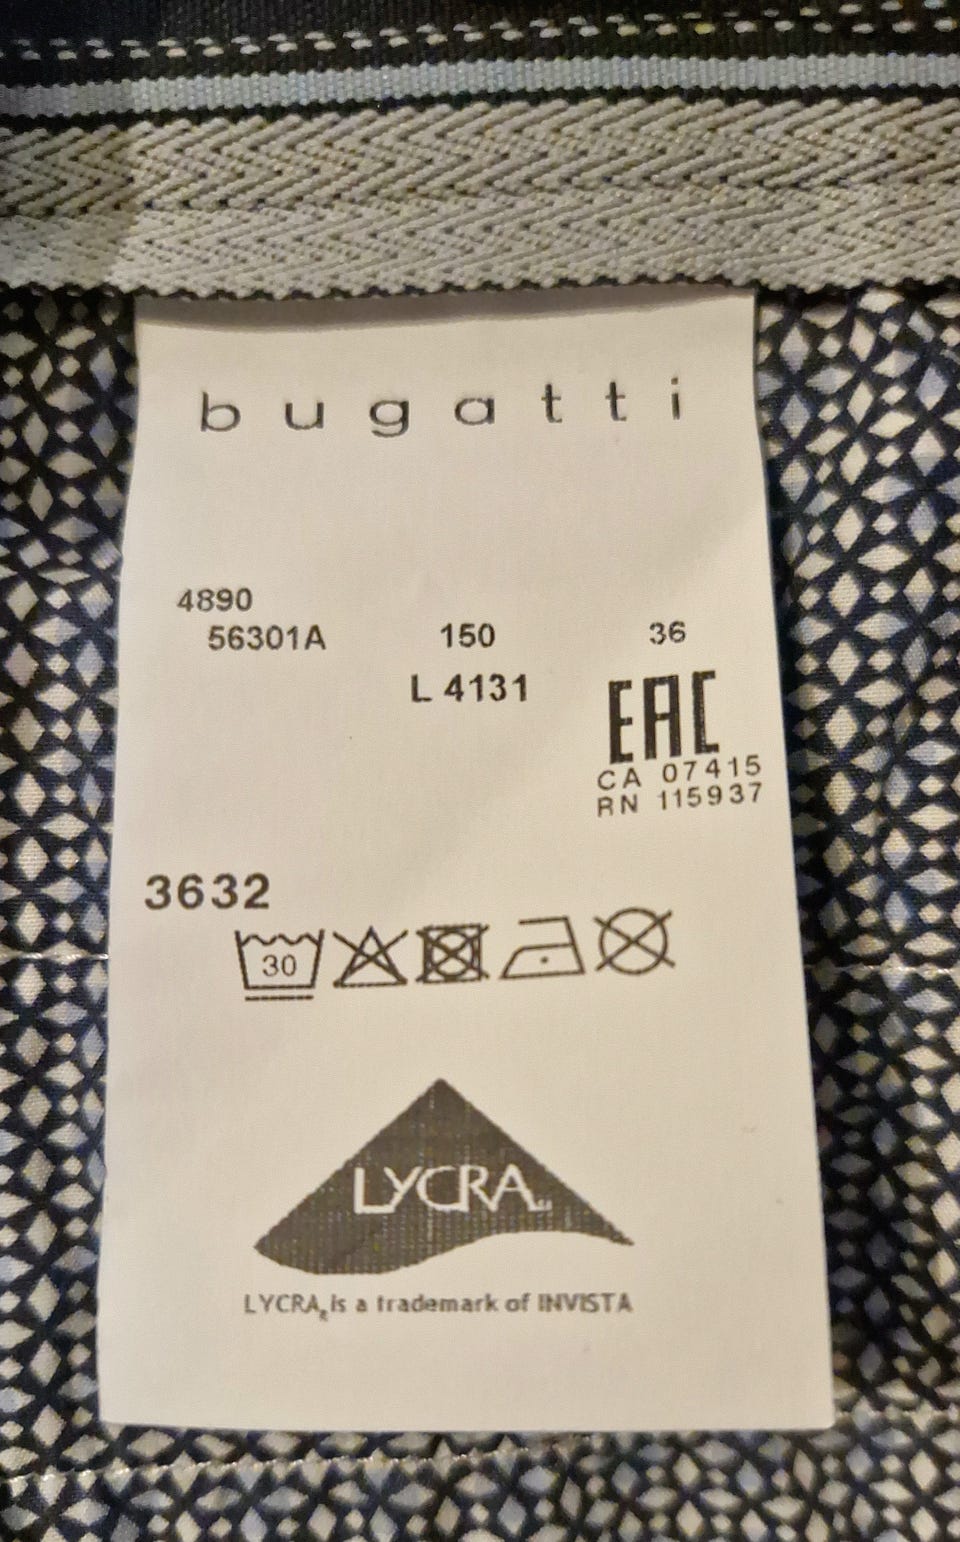 bugatti
4890
56301A 150 36
L 4131
EAC
CA 07415
RN 115937
3632
30
LYCRA
LYCRA® is a trademark of INVISTA